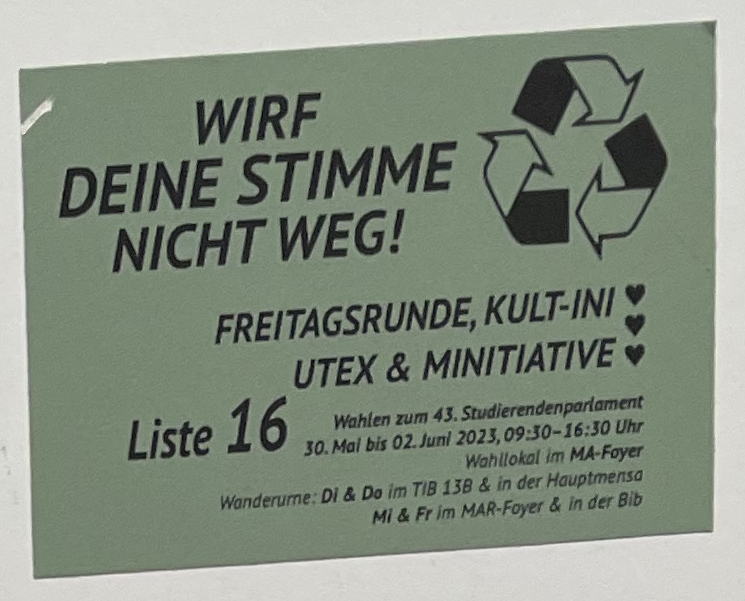 WIRF
DEINE STIMME
NICHT WEG!
FREITAGSRUNDE, KULT-INI ♥
♥
UTEX & MINITIATIVE ♥
Liste 16
Wahlen zum 43. Studierendenparlament
30. Mai bis 02. Juni 2023, 09:30–16:30 Uhr
Wahllokal im MA-Foyer
Wanderurne: Di & Do im TIB 13B & in der Hauptmensa
Mi & Fr im MAR-Foyer & in der Bib